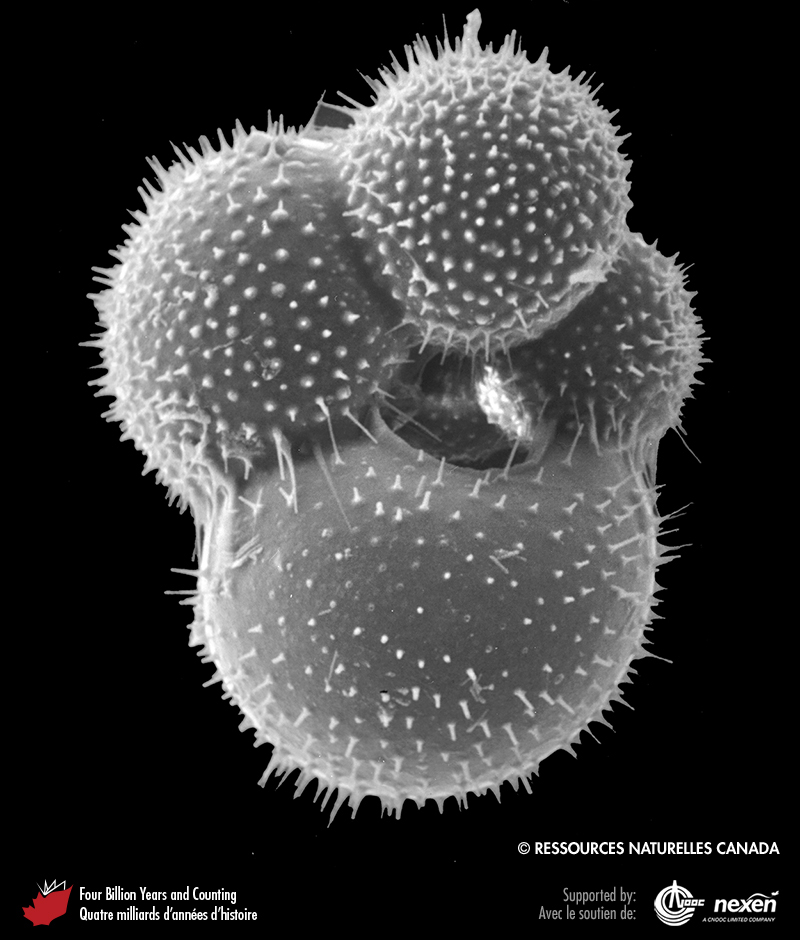 © RESSOURCES NATURELLES CANADA
Four Billion Years and Counting
Quatre milliards d'années d'histoire
Supported by:
Avec le soutien de:
CNOOC nexen
A CNOOC LIMITED COMPANY